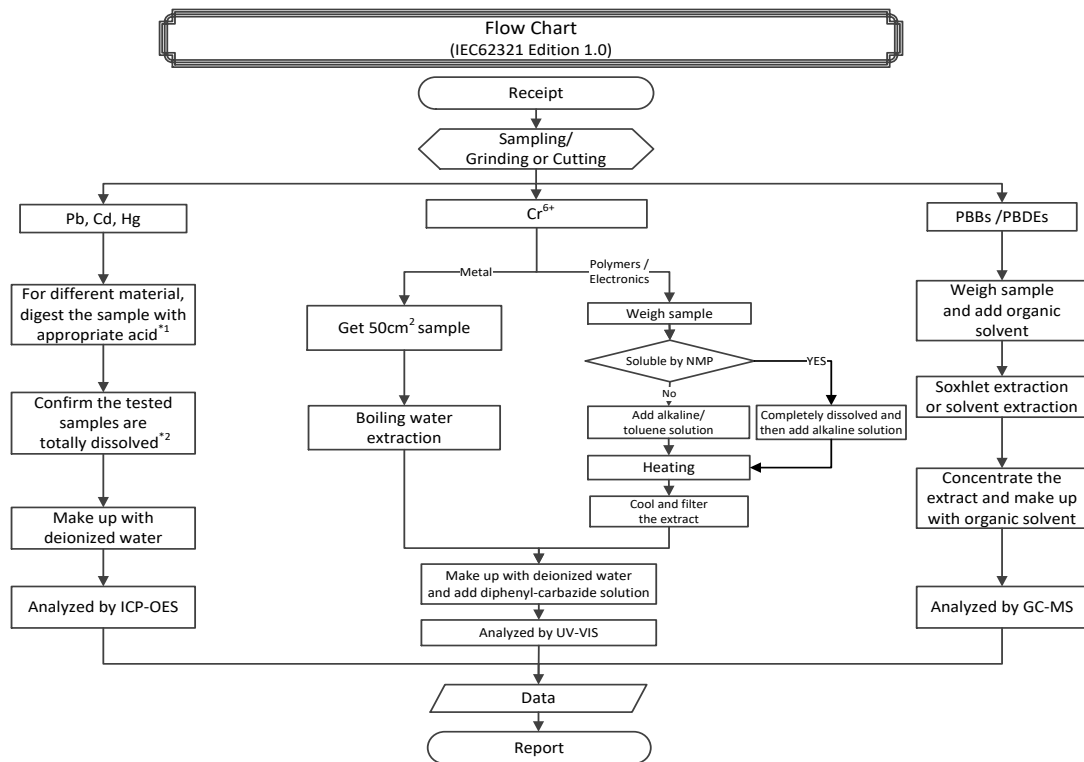 Flow Chart
(IEC62321 Edition 1.0)
Receipt
Sampling/
Grinding or Cutting
Pb, Cd, Hg
For different material,
digest the sample with
appropriate acid*1
Confirm the tested
samples are
totally dissolved*2
Make up with
deionized water
Analyzed by ICP-OES
Cr6+
Metal
Get 50cm2 sample
Boiling water
extraction
Polymers /
Electronics
Weigh sample
Soluble by NMP
YES
No
Add alkaline/
toluene solution
Completely dissolved and
then add alkaline solution
Heating
Cool and filter
the extract
Make up with deionized water
and add diphenyl-carbazide solution
Analyzed by UV-VIS
PBBs /PBDEs
Weigh sample
and add organic
solvent
Soxhlet extraction
or solvent extraction
Concentrate the
extract and make up
with organic solvent
Analyzed by GC-MS
Data
Report